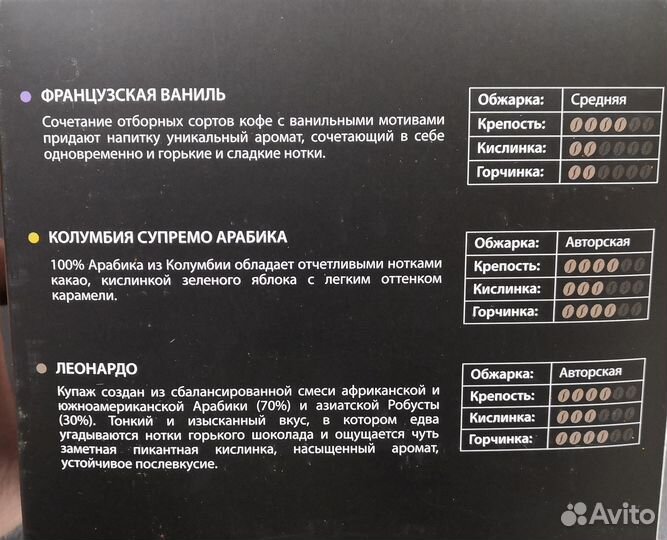 ФРАНЦУЗСКАЯ ВАНИЛЬ
Сочетание отборных сортов кофе с ванильными мотивами
придают напитку уникальный аромат, сочетающий в себе
одновременно и горькие и сладкие нотки.
Обжарка: Средняя
Крепость:
Кислинка:
Горчинка:
КОЛУМБИЯ СУПРЕМО АРАБИКА
100% Арабика из Колумбии обладает отчетливыми нотками
какао, кислинкой зеленого яблока с легким оттенком
карамели.
Обжарка: Авторская
Крепость:
Кислинка:
Горчинка:
ЛЕОНАРДО
Купаж создан из сбалансированной смеси африканской и
южноамериканской Арабики (70%) и азиатской Робусты
(30%). Тонкий и изысканный вкус, в котором едва
угадываются нотки горького шоколада и ощущается чуть
заметная пикантная кислинка, насыщенный аромат,
устойчивое послевкусие.
Обжарка: Авторская
Крепость:
Кислинка:
Горчинка:
Avito